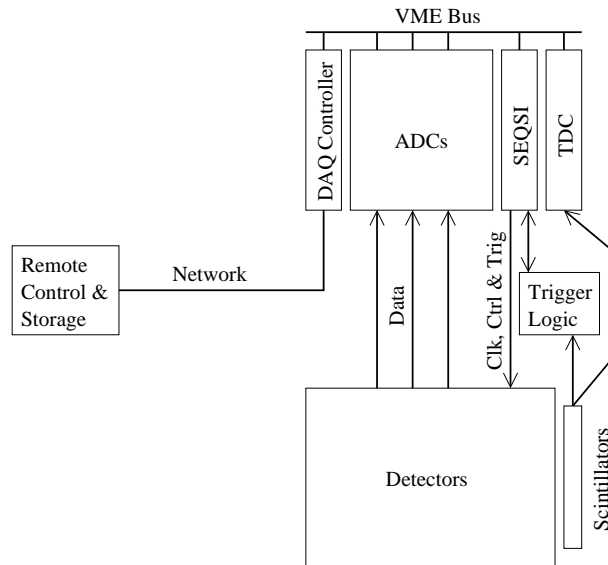 VME Bus
DAQ Controller
ADCs
SEQSI
TDC
Remote
Control &
Storage
Network
Data
Clk, Ctrl & Trig
Trigger
Logic
Detectors
Scintillators